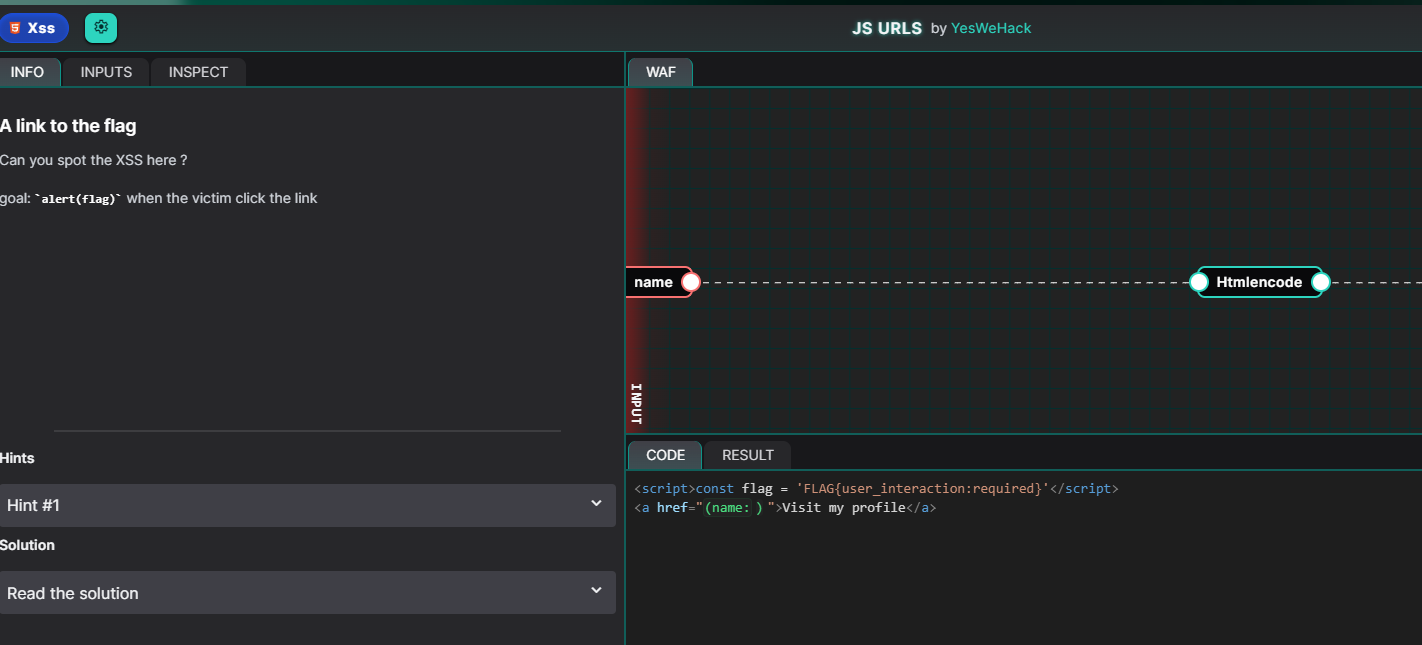 Xss
JS URLS by YesWeHack
INFO INPUTS INSPECT
WAF
A link to the flag
Can you spot the XSS here ?
goal: `alert(flag)` when the victim click the link
name
Htmlencode
INPUT
Hints
Hint #1
Solution
Read the solution
CODE RESULT
<script>const flag = 'FLAG{user_interaction:required}'</script>
<a href="(name: ) ">Visit my profile</a>